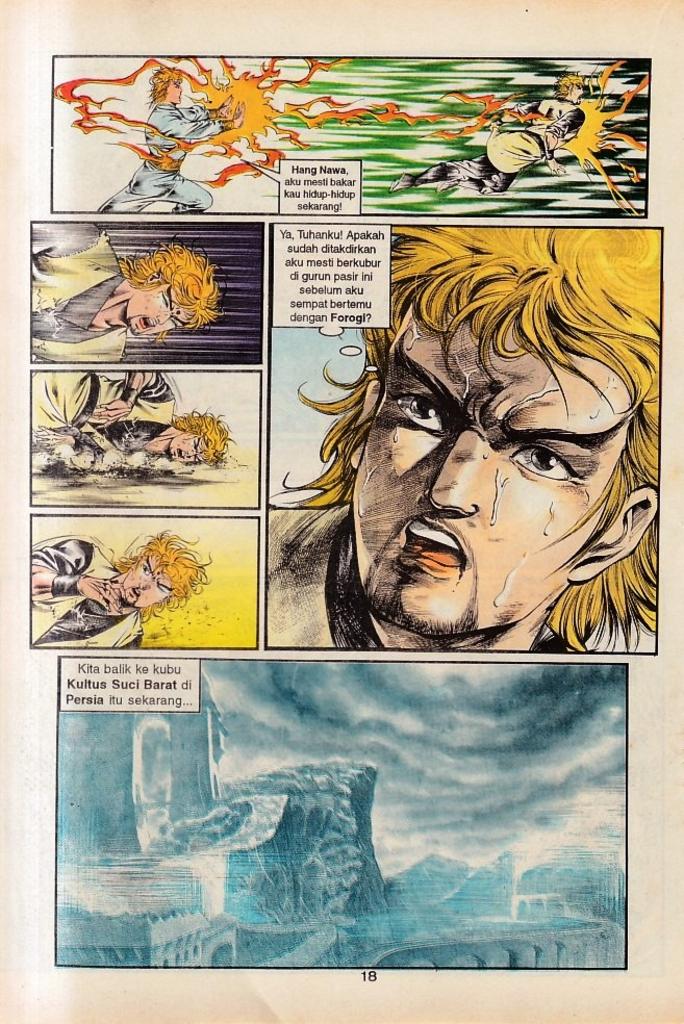 Hang Nawa,
aku mesti bakar
kau hidup-hidup
sekarang!
Ya, Tuhanku! Apakah
sudah ditakdirkan
aku mesti berkubur
di gurun pasir ini
sebelum aku
sempat bertemu
dengan Forogi?
Kita balik ke kubu
Kultus Suci Barat di
Persia itu sekarang...
18